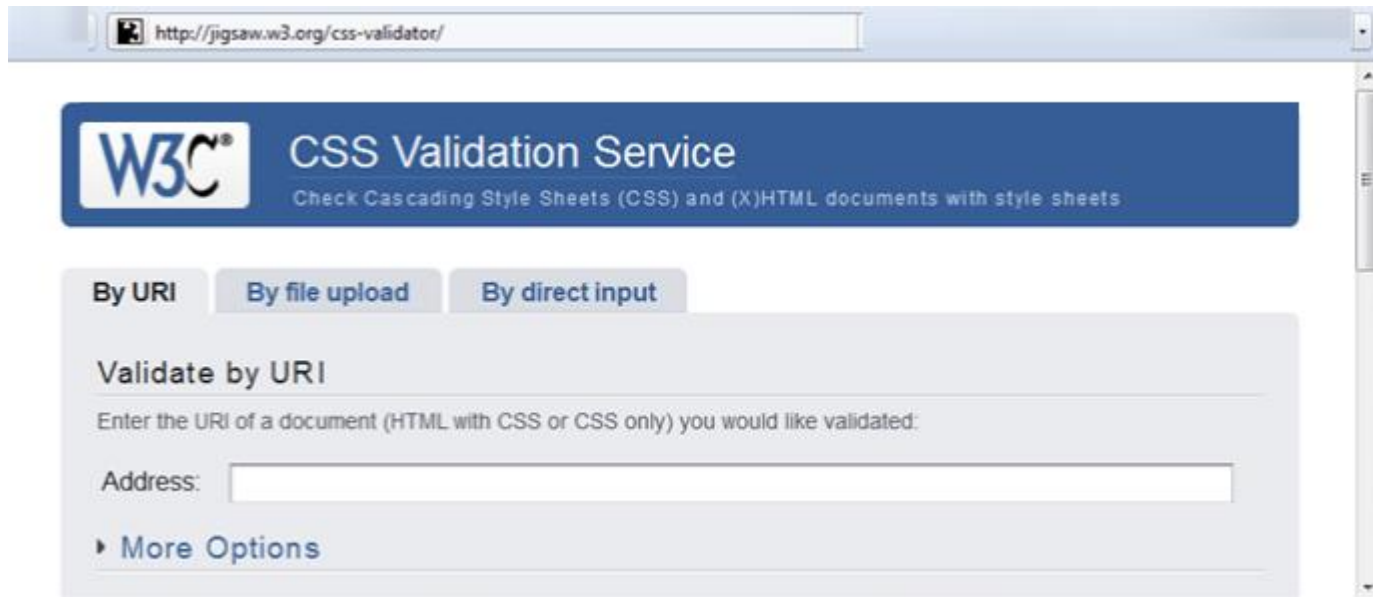 http://jigsaw.w3.org/css-validator/
W3C®
CSS Validation Service
Check Cascading Style Sheets (CSS) and (X)HTML documents with style sheets
By URI By file upload By direct input
Validate by URI
Enter the URI of a document (HTML with CSS or CSS only) you would like validated:
Address:
More Options